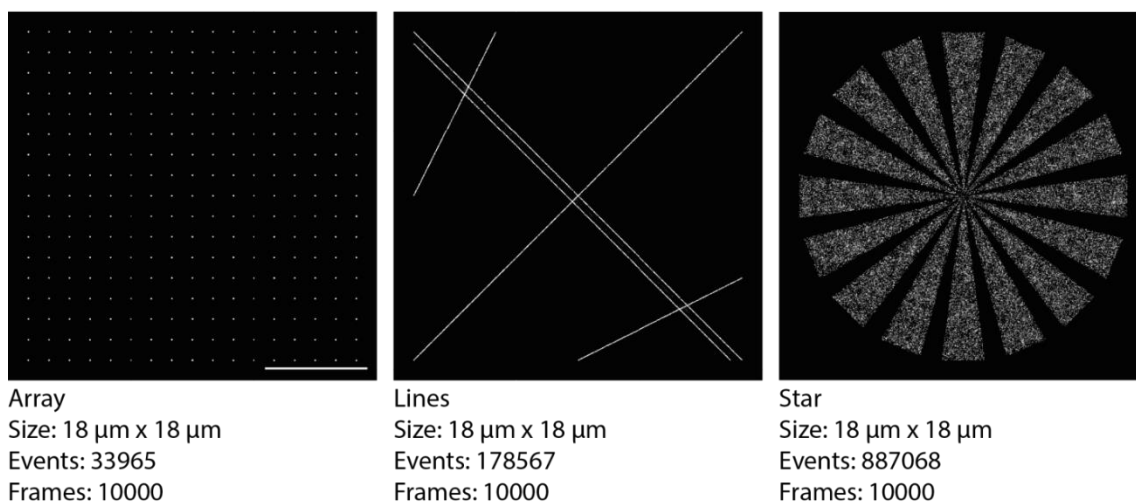 Array
Size: 18 µm x 18 µm
Events: 33965
Frames: 10000
Lines
Size: 18 µm x 18 µm
Events: 178567
Frames: 10000
Star
Size: 18 µm x 18 µm
Events: 887068
Frames: 10000